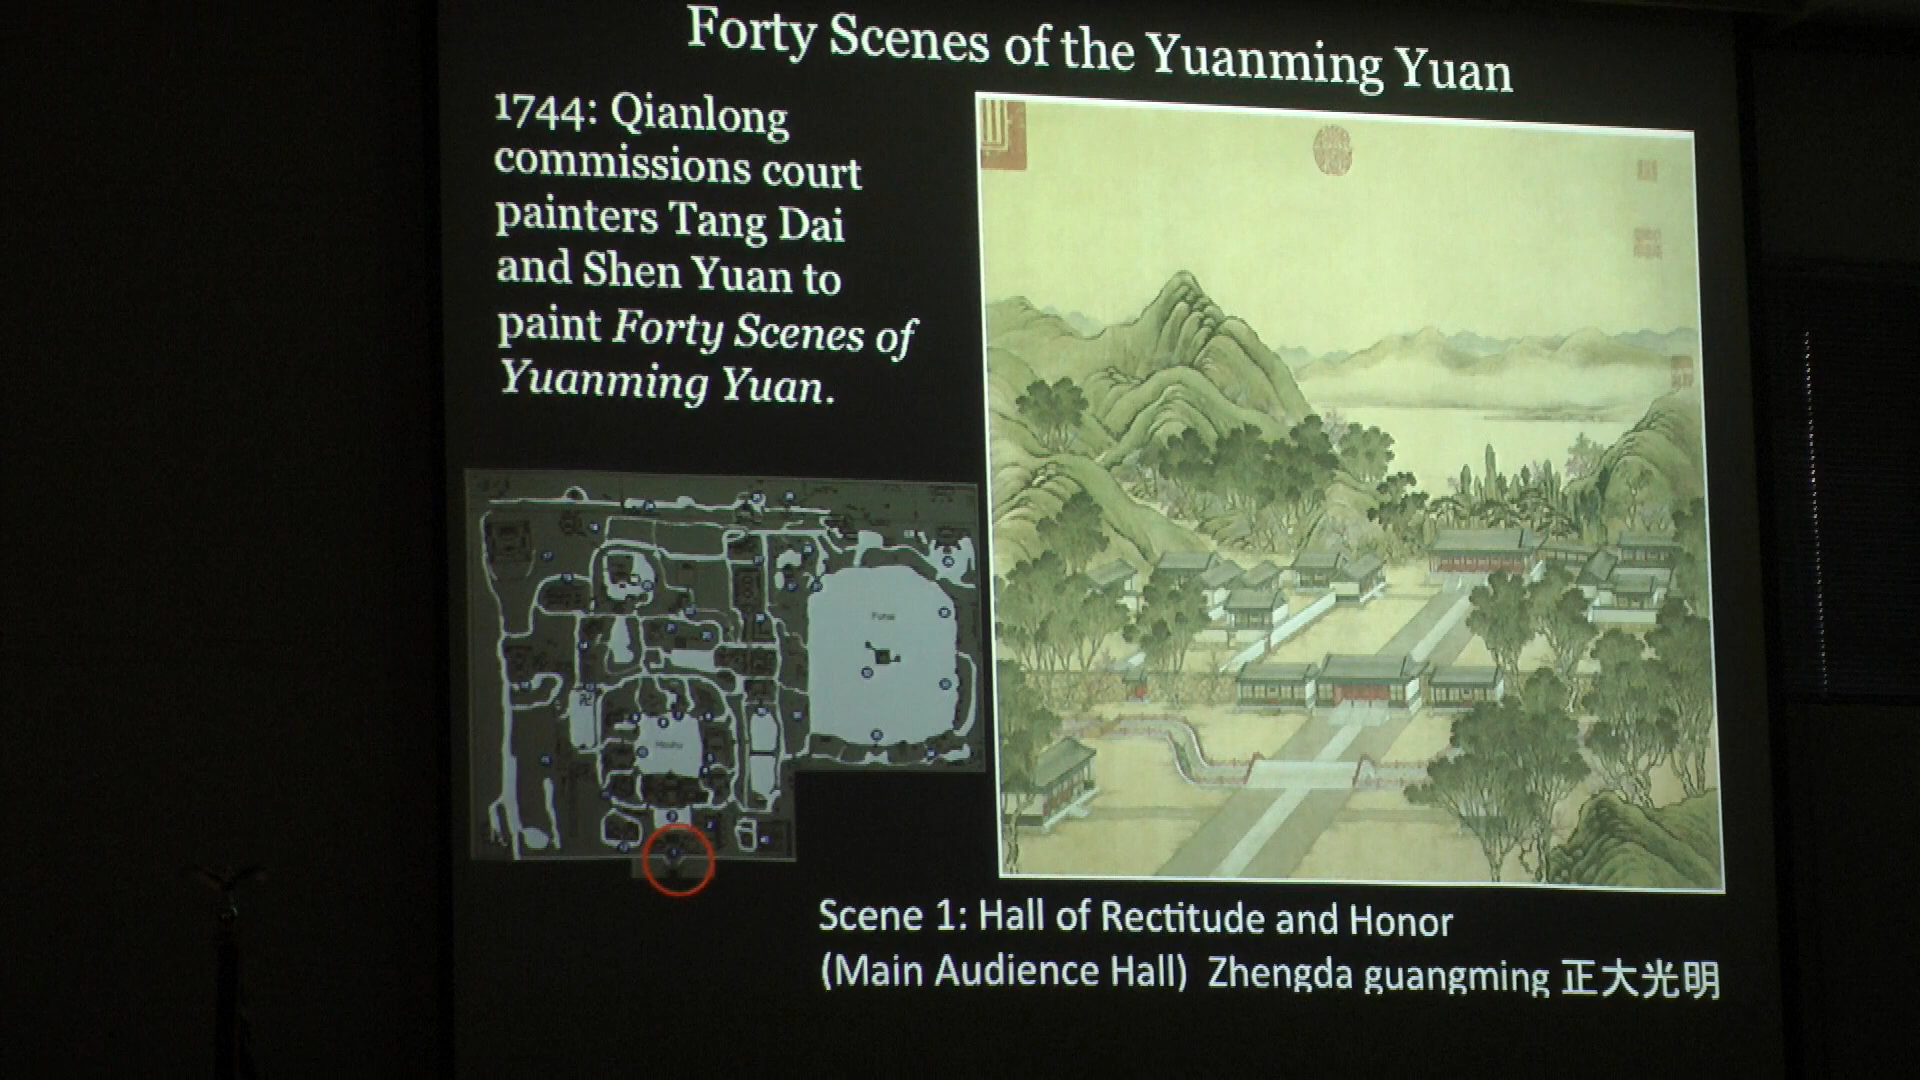 Forty Scenes of the Yuanming Yuan
1744: Qianlong
commissions court
painters Tang Dai
and Shen Yuan to
paint Forty Scenes of
Yuanming Yuan.
Fuhai
Houhu
Scene 1: Hall of Rectitude and Honor
(Main Audience Hall) Zhengda guangming 正大光明